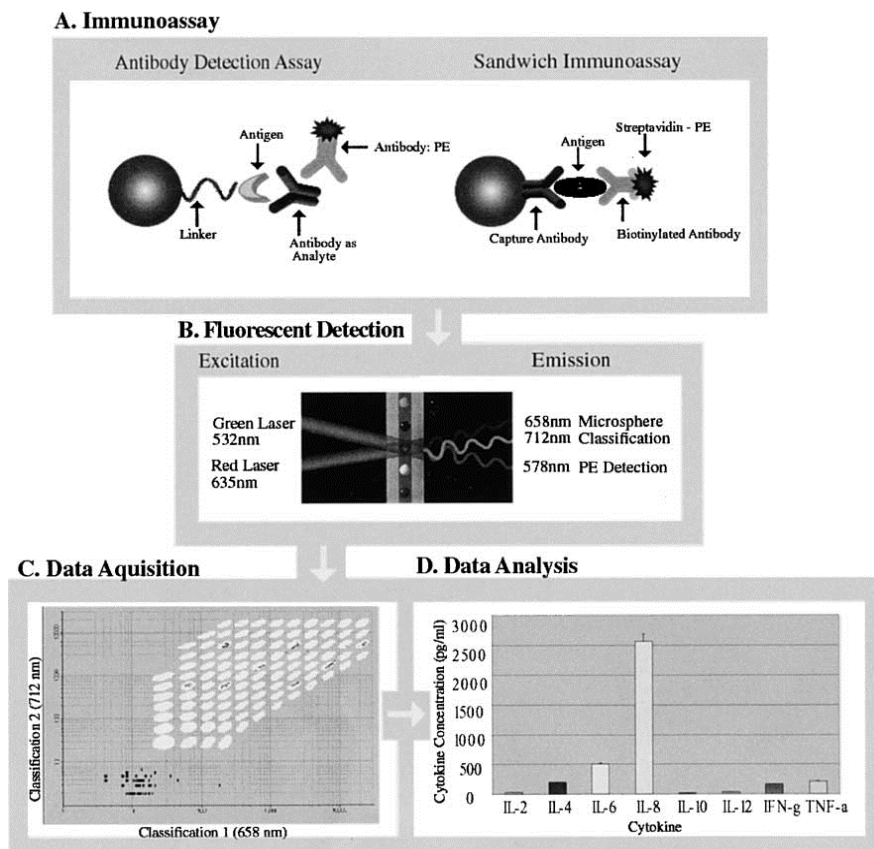 A. Immunoassay
Antibody Detection Assay
Sandwich Immunoassay
Antigen
Antibody: PE
Linker
Antibody as
Analyte
Streptavidin - PE
Antigen
Capture Antibody
Biotinylated Antibody
B. Fluorescent Detection
Excitation
Emission
Green Laser
532nm
Red Laser
635nm
658nm Microsphere
712nm Classification
578nm PE Detection
C. Data Aquisition
D. Data Analysis
Classification 2 (712 nm)
Classification 1 (658 nm)
Cytokine Concentration (pg/ml)
3000
2500
2000
1500
1000
500
0
IL-2 IL-4 IL-6 IL-8 IL-10 IL-12 IFN-g TNF-a
Cytokine